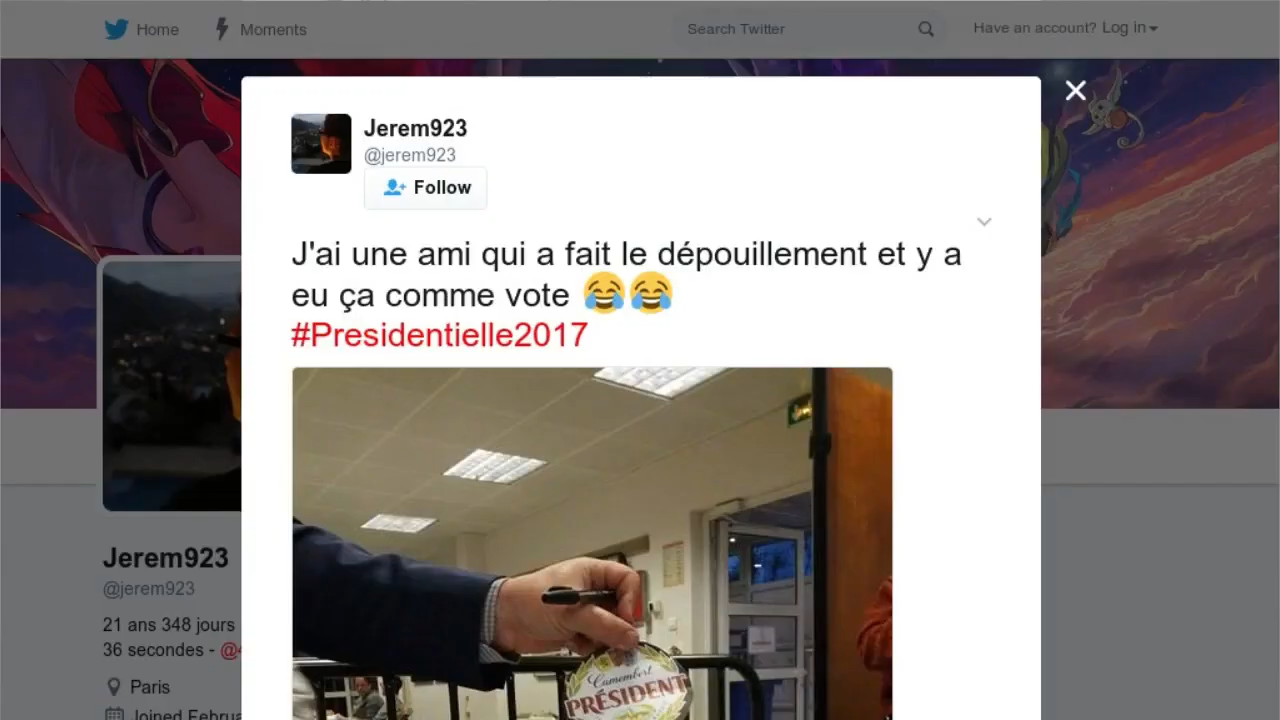 Home
Moments
Search Twitter
Have an account? Log in
Jerem923
@jerem923
Follow
J'ai une ami qui a fait le dépouillement et y a
eu ça comme vote 😂😂
#Presidentielle2017
Camembert
PRÉSIDENT
Jerem923
@jerem923
21 ans 348 jours
36 secondes - @
Paris
Joined Februa